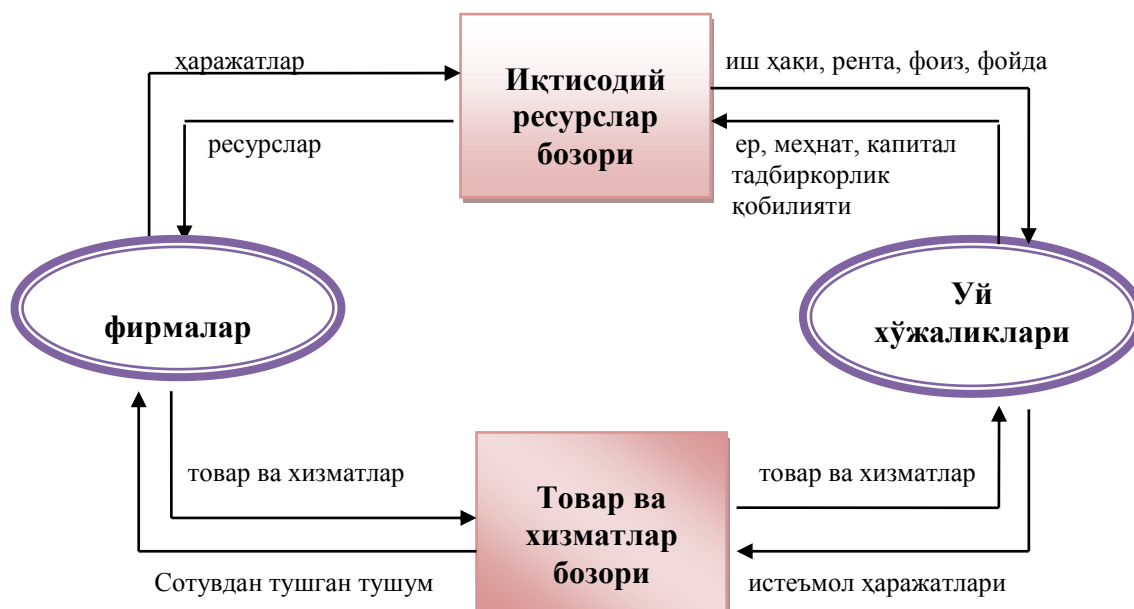 ҳаражатлар
Иқтисодий
ресурслар
бозори
иш ҳақи, рента, фоиз, фойда
ресурслар
ер, меҳнат, капитал
тадбиркорлик
қобилияти
фирмалар
Уй
хўжаликлари
товар ва хизматлар
Товар ва
хизматлар
бозори
товар ва хизматлар
Сотувдан тушган тушум
истеъмол ҳаражатлари